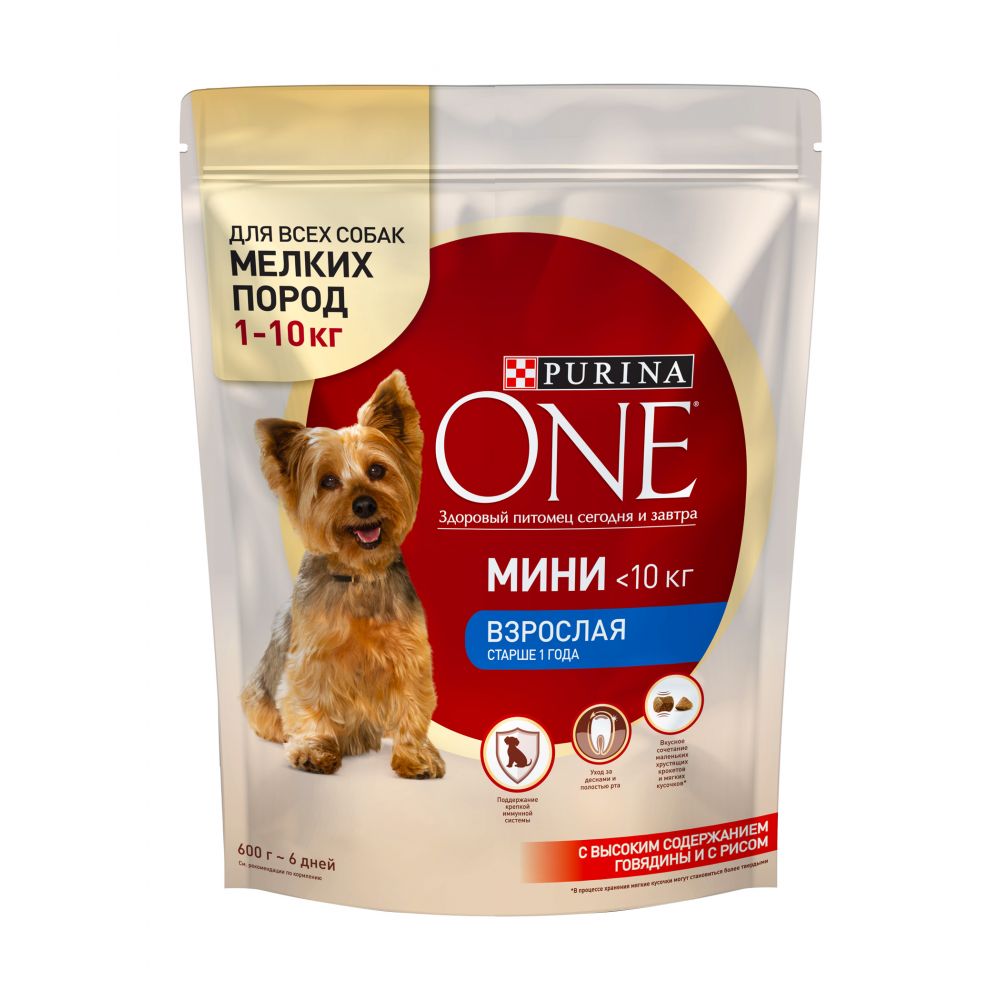 ДЛЯ ВСЕХ СОБАК
МЕЛКИХ
ПОРОД
1-10 КГ
PURINA
ONE®
Здоровый питомец сегодня и завтра
МИНИ <10 КГ
ВЗРОСЛАЯ
СТАРШЕ 1 ГОДА
Поддержание
крепкой
иммунной
системы
Уход за
деснами и
полостью рта
Вкусное
сочетание
маленьких
хрустящих
крокетов
и мягких
кусочков*
600 г ~ 6 дней
См. рекомендации по кормлению
С ВЫСОКИМ СОДЕРЖАНИЕМ
ГОВЯДИНЫ И С РИСОМ
*В процессе хранения мягкие кусочки могут становиться более твердыми